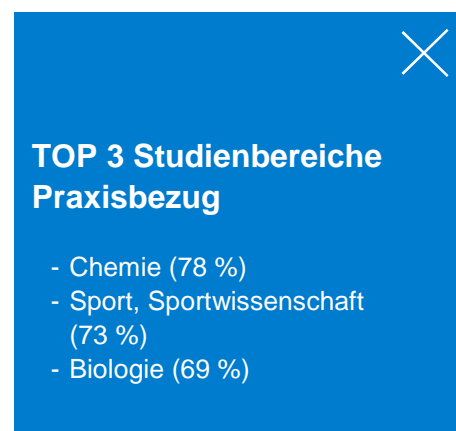 TOP 3 Studienbereiche
Praxisbezug
- Chemie (78 %)
- Sport, Sportwissenschaft
(73 %)
- Biologie (69 %)